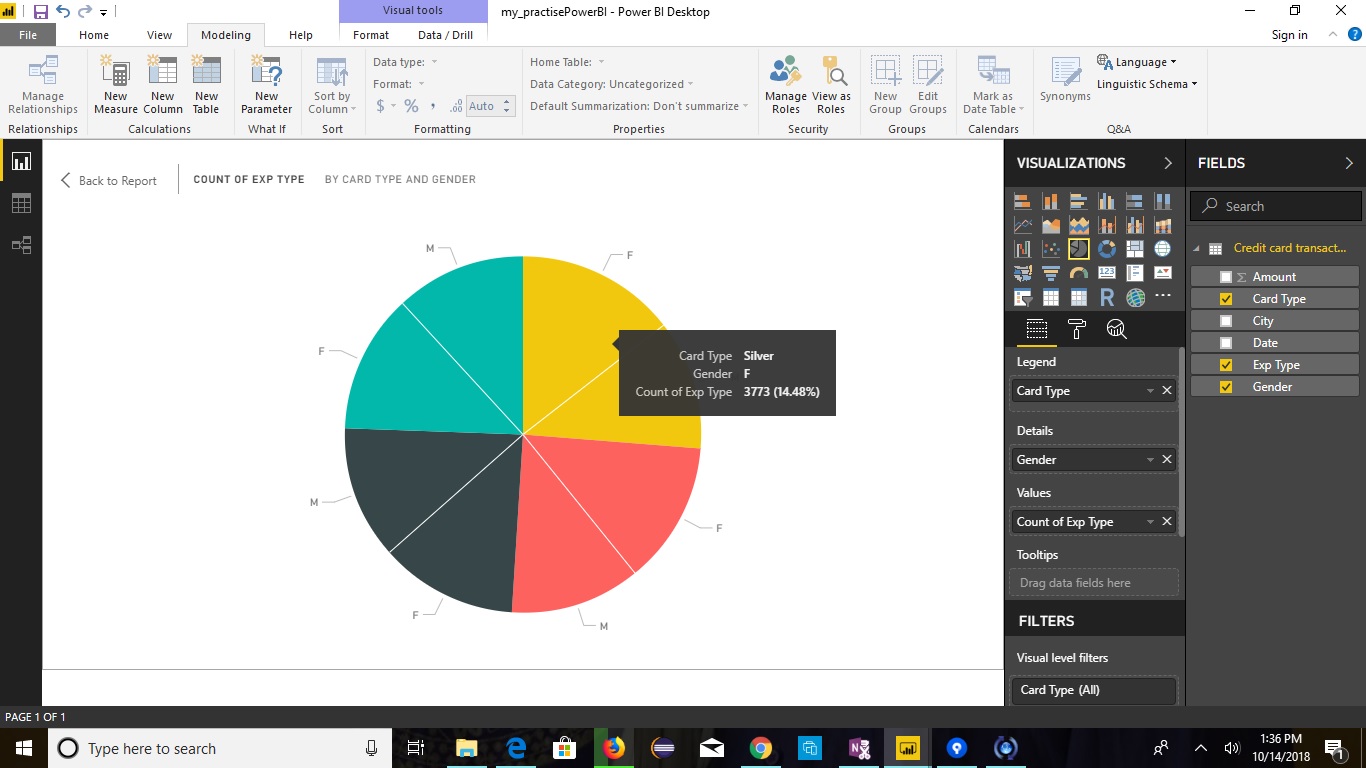 Visual tools
my_practisePowerBI - Power BI Desktop
File Home View Modeling Help Format Data / Drill Sign in
Manage Relationships
New Measure
New Column
New Table
New Parameter
Sort by Column
Data type:
Format:
$ % , .00 Auto
Home Table:
Data Category: Uncategorized
Default Summarization: Don't summarize
Manage Roles
View as Roles
New Group
Edit Groups
Mark as Date Table
Synonyms
Language
Linguistic Schema
Relationships Calculations What If Sort Formatting Properties Security Groups Calendars Q&A
Back to Report
COUNT OF EXP TYPE BY CARD TYPE AND GENDER
M
F
F
M
F
F
M
M
Card Type Silver
Gender F
Count of Exp Type 3773 (14.48%)
VISUALIZATIONS
123
R
Legend
Card Type
Details
Gender
Values
Count of Exp Type
Tooltips
Drag data fields here
FILTERS
Visual level filters
Card Type (All)
FIELDS
Search
Credit card transact...
Σ Amount
Card Type
City
Date
Exp Type
Gender
PAGE 1 OF 1
Type here to search
1:36 PM
10/14/2018
1